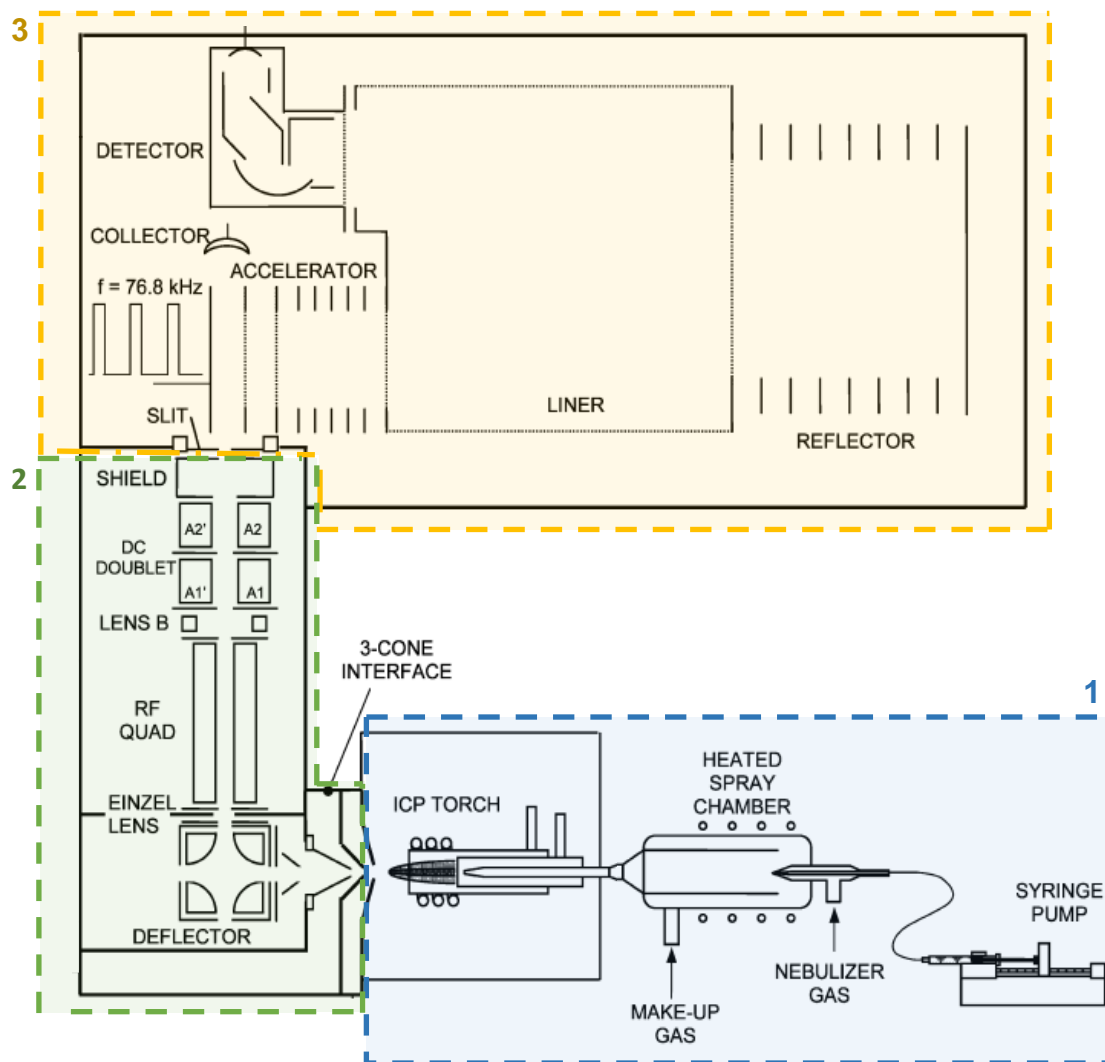 3
DETECTOR
COLLECTOR
ACCELERATOR
f = 76.8 kHz
SLIT
LINER
REFLECTOR
2
SHIELD
A2' A2
DC
DOUBLET
A1' A1
LENS B
3-CONE
INTERFACE
RF
QUAD
EINZEL
LENS
DEFLECTOR
1
ICP TORCH
HEATED
SPRAY
CHAMBER
SYRINGE
PUMP
NEBULIZER
GAS
MAKE-UP
GAS